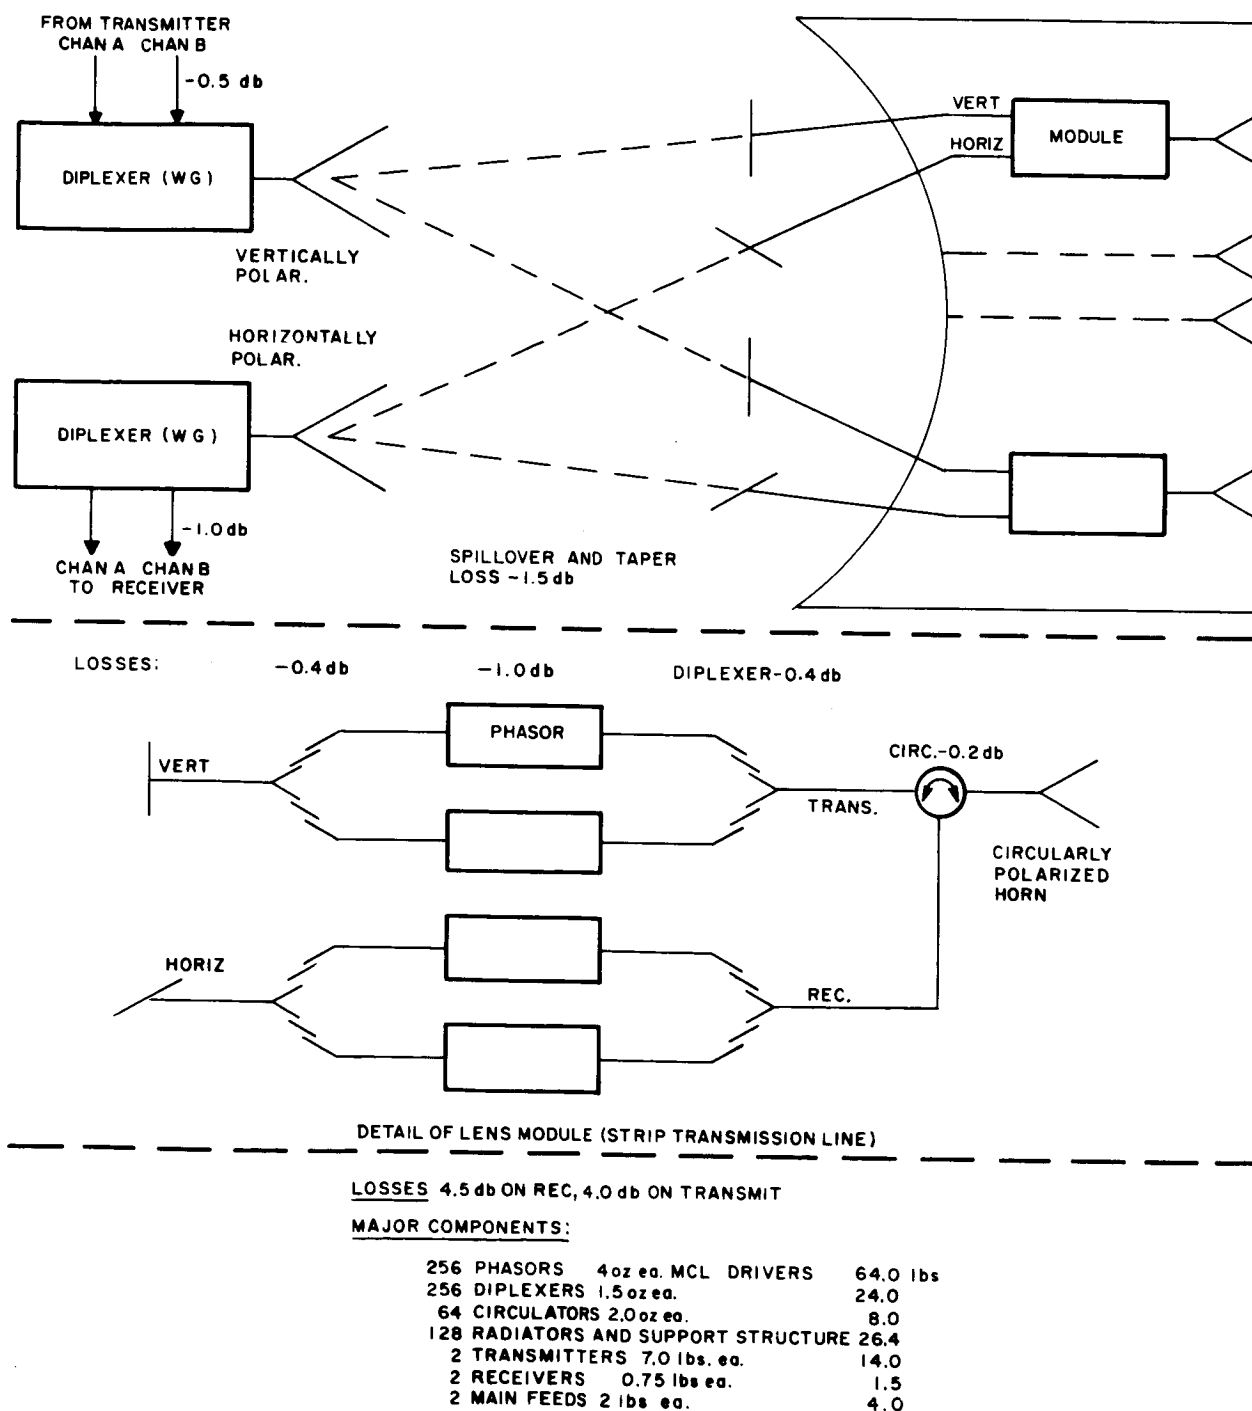 FROM TRANSMITTER
CHAN A CHAN B
-0.5 db
DIPLEXER (WG)
VERTICALLY
POLAR.
VERT
HORIZ
MODULE
HORIZONTALLY
POLAR.
DIPLEXER (WG)
-1.0 db
CHAN A CHAN B
TO RECEIVER
SPILLOVER AND TAPER
LOSS -1.5 db
LOSSES:
-0.4 db
-1.0 db
DIPLEXER-0.4 db
VERT
PHASOR
CIRC.-0.2 db
TRANS.
CIRCULARLY
POLARIZED
HORN
HORIZ
REC.
DETAIL OF LENS MODULE (STRIP TRANSMISSION LINE)
LOSSES 4.5 db ON REC, 4.0 db ON TRANSMIT
MAJOR COMPONENTS:
256 PHASORS 4 oz ea. MCL DRIVERS 64.0 lbs
256 DIPLEXERS 1.5 oz ea. 24.0
64 CIRCULATORS 2.0 oz ea. 8.0
128 RADIATORS AND SUPPORT STRUCTURE 26.4
2 TRANSMITTERS 7.0 lbs. ea. 14.0
2 RECEIVERS 0.75 lbs ea. 1.5
2 MAIN FEEDS 2 lbs ea. 4.0